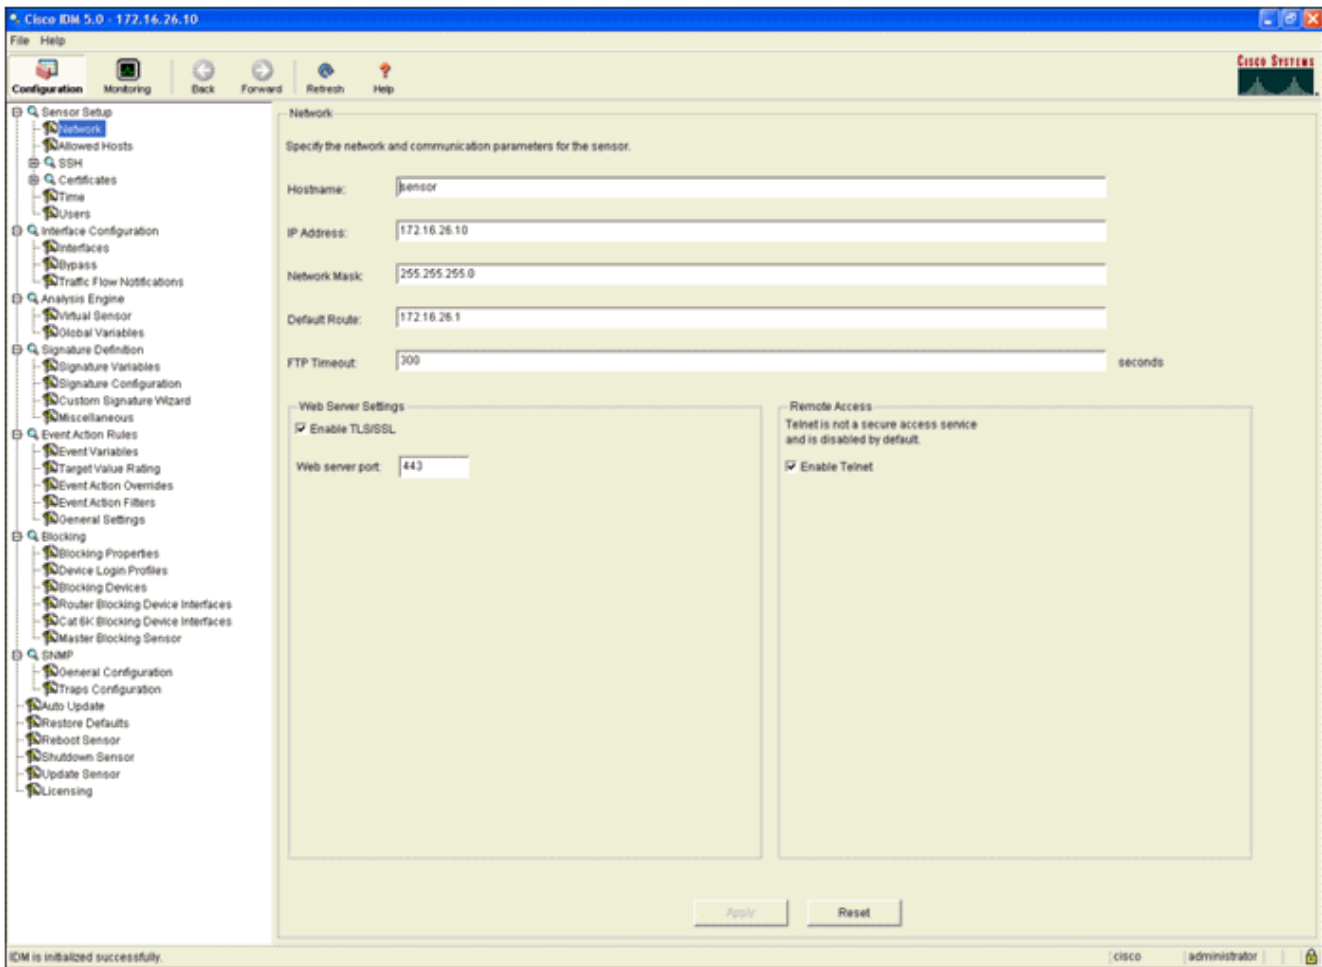 Cisco IDM 5.0 - 172.16.26.10
File Help
Configuration Monitoring Back Forward Refresh Help
CISCO SYSTEMS
Sensor Setup
Network
Allowed Hosts
SSH
Certificates
Time
Users
Interface Configuration
Interfaces
Bypass
Traffic Flow Notifications
Analysis Engine
Virtual Sensor
Global Variables
Signature Definition
Signature Variables
Signature Configuration
Custom Signature Wizard
Miscellaneous
Event Action Rules
Event Variables
Target Value Rating
Event Action Overrides
Event Action Filters
General Settings
Blocking
Blocking Properties
Device Login Profiles
Blocking Devices
Router Blocking Device Interfaces
Cat 6K Blocking Device Interfaces
Master Blocking Sensor
SNMP
General Configuration
Traps Configuration
Auto Update
Restore Defaults
Reboot Sensor
Shutdown Sensor
Update Sensor
Licensing
Network
Specify the network and communication parameters for the sensor.
Hostname: sensor
IP Address: 172.16.26.10
Network Mask: 255.255.255.0
Default Route: 172.16.26.1
FTP Timeout: 300 seconds
Web Server Settings
Enable TLS/SSL
Web server port: 443
Remote Access
Telnet is not a secure access service
and is disabled by default.
Enable Telnet
Apply Reset
IDM is initialized successfully. cisco administrator